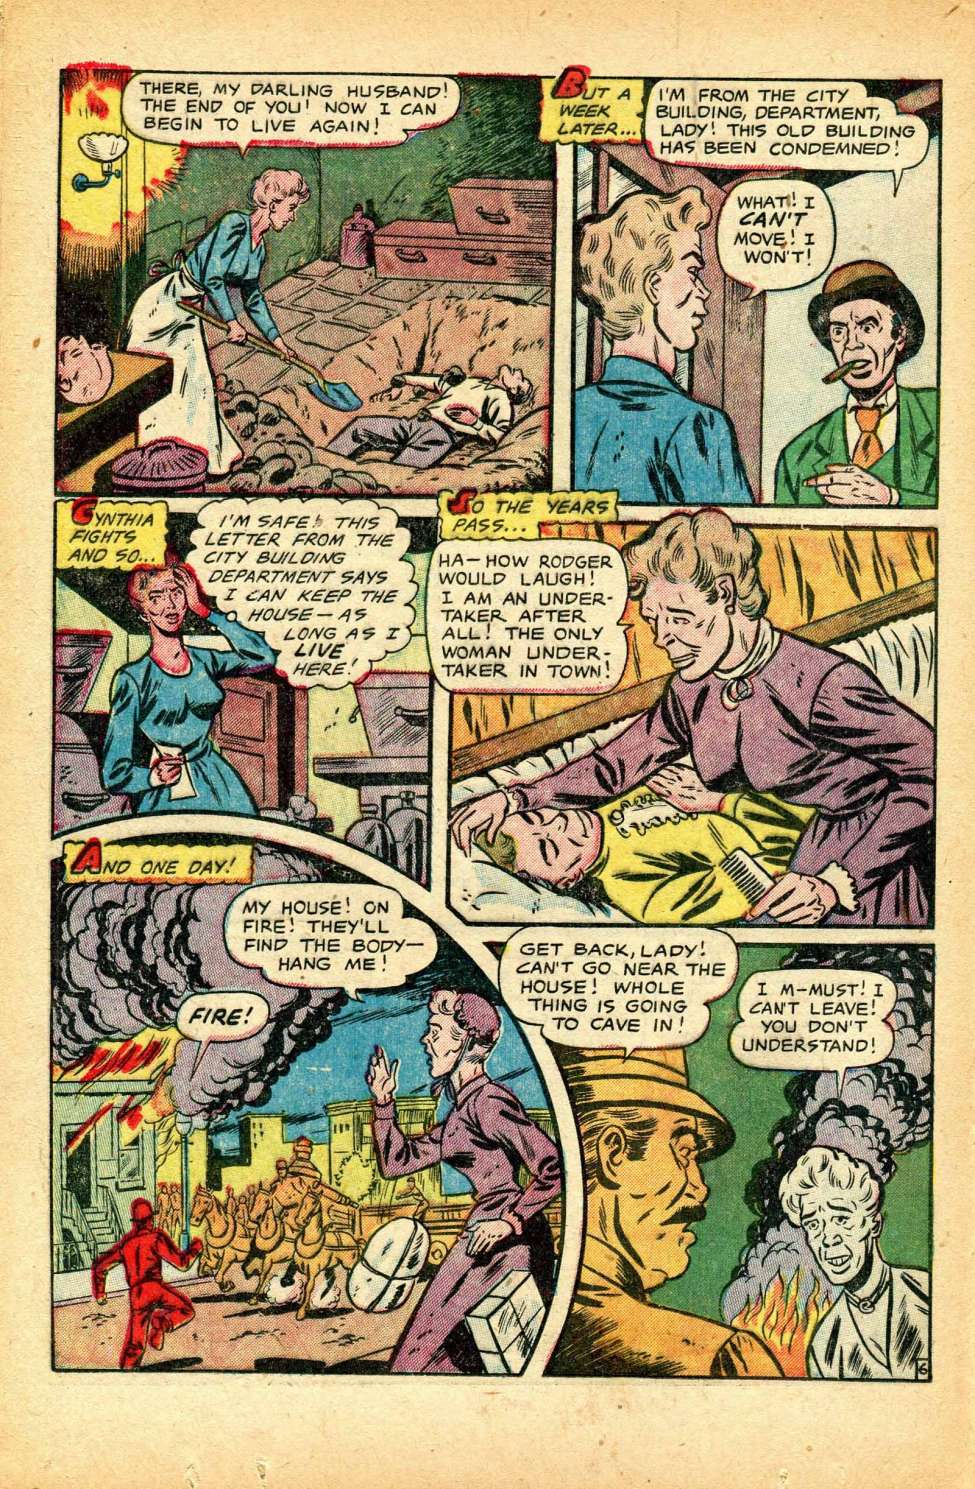 THERE, MY DARLING HUSBAND!
THE END OF YOU! NOW I CAN
BEGIN TO LIVE AGAIN!
BUT A
WEEK
LATER...
I'M FROM THE CITY
BUILDING, DEPARTMENT,
LADY! THIS OLD BUILDING
HAS BEEN CONDEMNED!
WHAT! I
CAN'T
MOVE! I
WON'T!
CYNTHIA
FIGHTS
AND SO...
I'M SAFE! THIS
LETTER FROM THE
CITY BUILDING
DEPARTMENT SAYS
I CAN KEEP THE
HOUSE—AS
LONG AS I
LIVE
HERE!
SO THE YEARS
PASS...
HA—HOW RODGER
WOULD LAUGH!
I AM AN UNDER-
TAKER AFTER
ALL! THE ONLY
WOMAN UNDER-
TAKER IN TOWN!
AND ONE DAY!
MY HOUSE! ON
FIRE! THEY'LL
FIND THE BODY—
HANG ME!
FIRE!
GET BACK, LADY!
CAN'T GO NEAR THE
HOUSE! WHOLE
THING IS GOING
TO CAVE IN!
I M-MUST! I
CAN'T LEAVE!
YOU DON'T
UNDERSTAND!
6